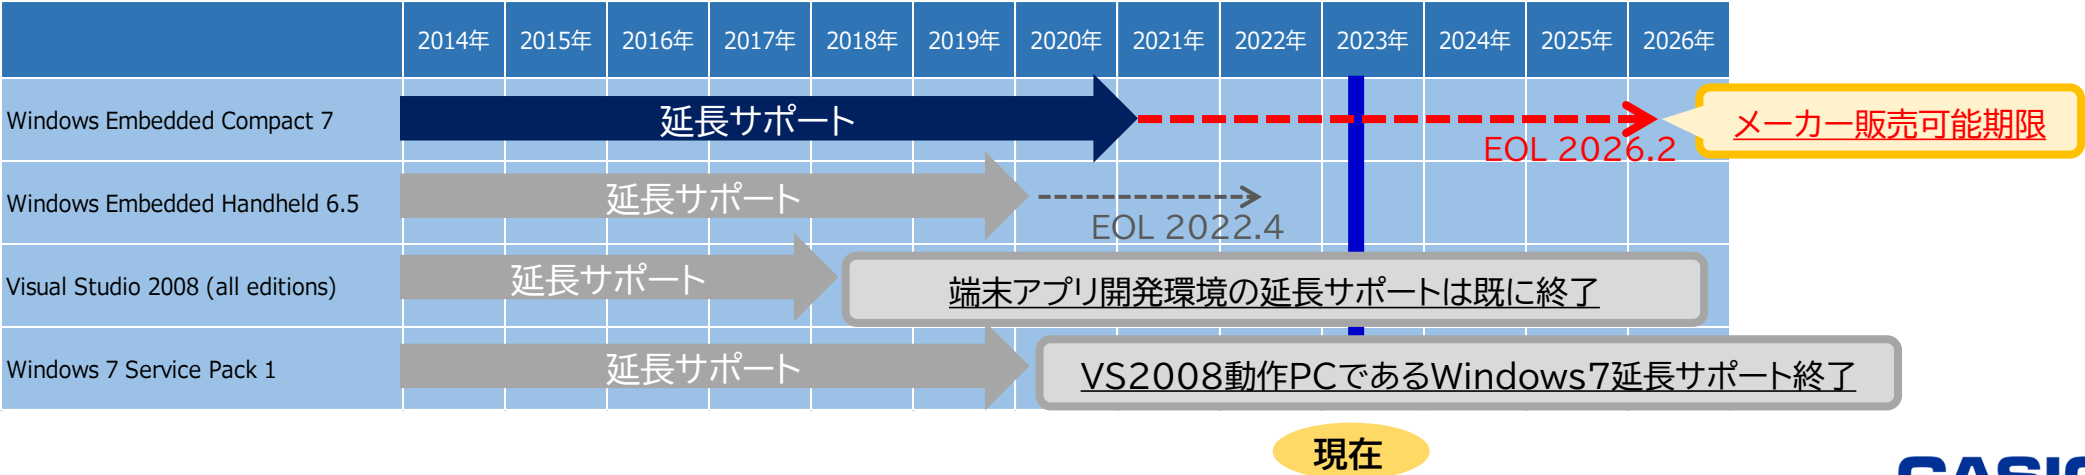 2014年 2015年 2016年 2017年 2018年 2019年 2020年 2021年 2022年 2023年 2024年 2025年 2026年
Windows Embedded Compact 7
延長サポート
メーカー販売可能期限
EOL 2026.2
Windows Embedded Handheld 6.5
延長サポート
EOL 2022.4
Visual Studio 2008 (all editions)
延長サポート
端末アプリ開発環境の延長サポートは既に終了
Windows 7 Service Pack 1
延長サポート
VS2008動作PCであるWindows7延長サポート終了
現在